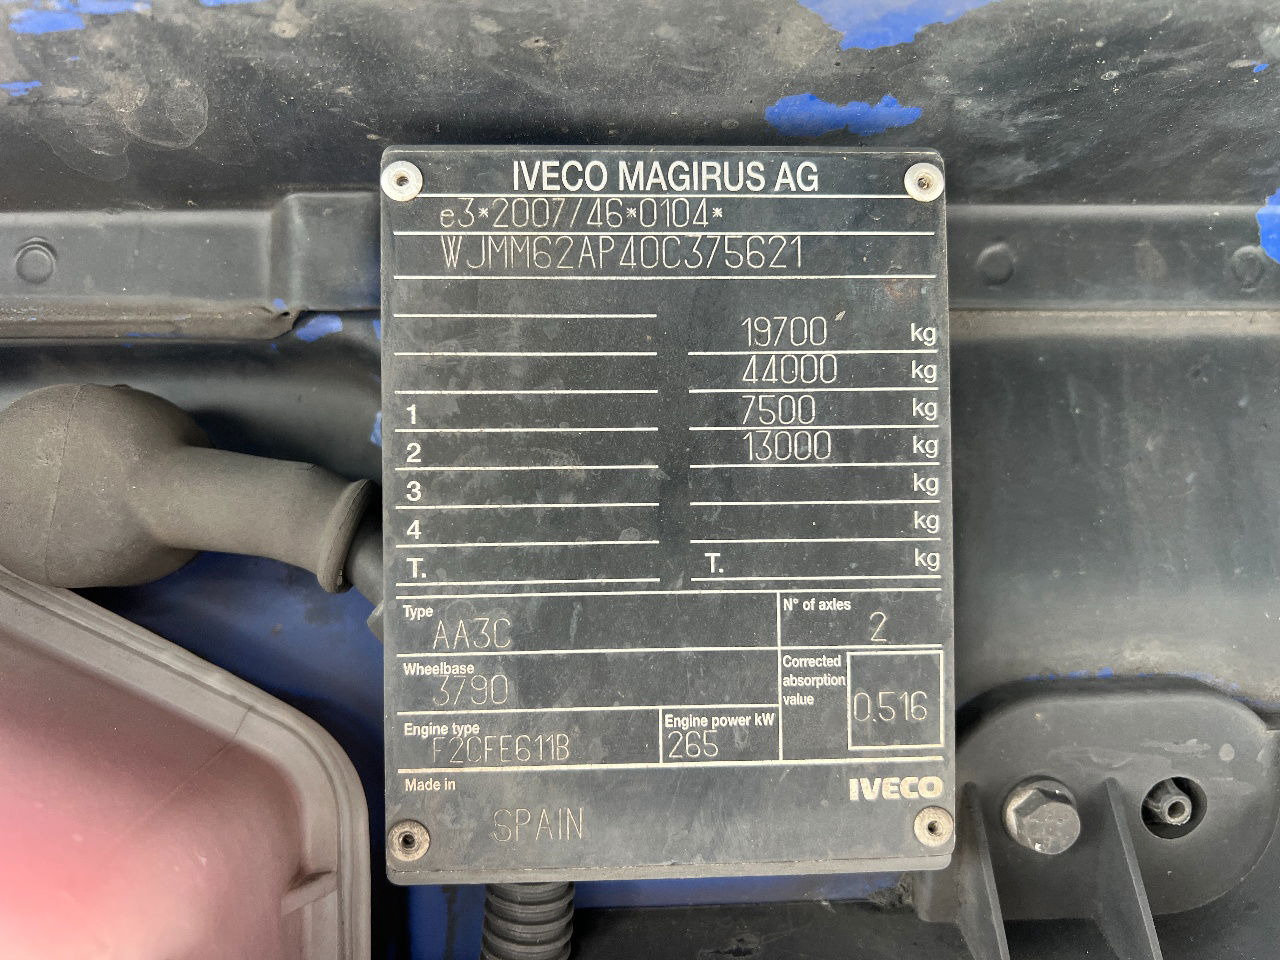 IVECO MAGIRUS AG
e3*2007/46*0104*
WJMM62AP40C375621
19700 kg
44000 kg
1 7500 kg
2 13000 kg
3 kg
4 kg
T. T. kg
Type AA3C
N° of axles 2
Wheelbase 3790
Corrected absorption value 0.516
Engine type F2CFE611B
Engine power kW 265
Made in SPAIN
IVECO